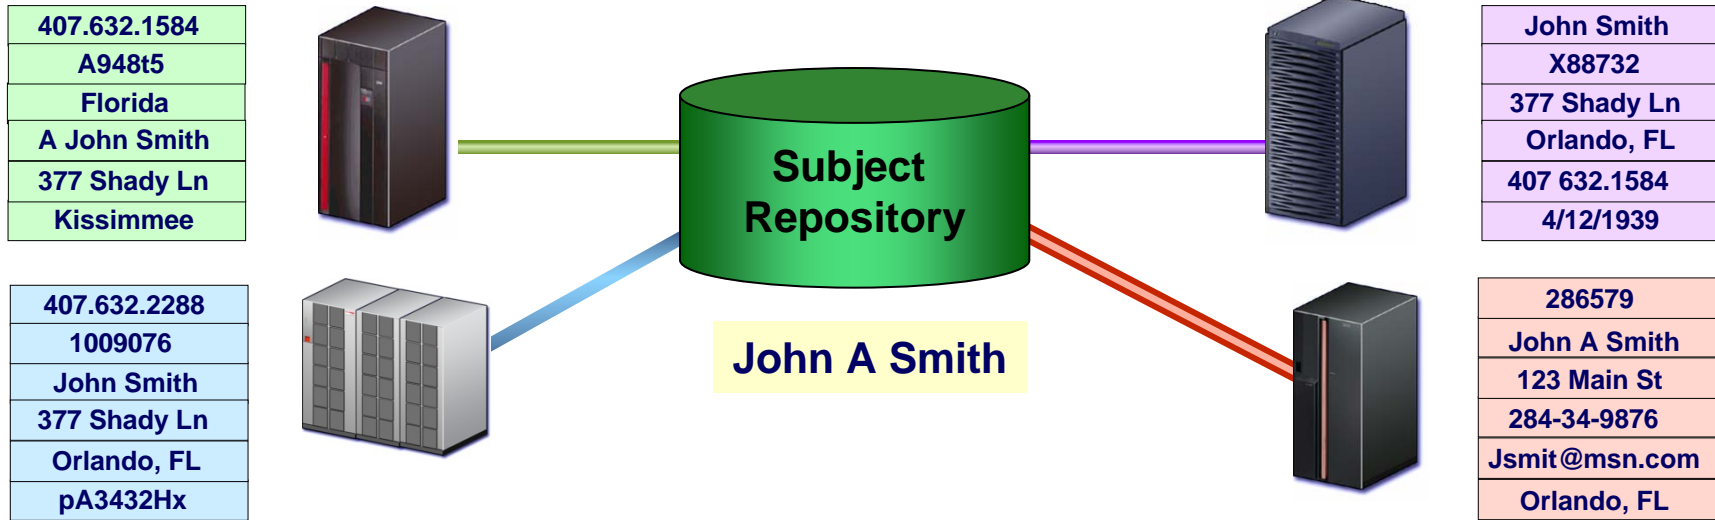 407.632.1584
A948t5
Florida
A John Smith
377 Shady Ln
Kissimmee
407.632.2288
1009076
John Smith
377 Shady Ln
Orlando, FL
pA3432Hx
Subject
Repository
John A Smith
John Smith
X88732
377 Shady Ln
Orlando, FL
407 632.1584
4/12/1939
286579
John A Smith
123 Main St
284-34-9876
Jsmit@msn.com
Orlando, FL